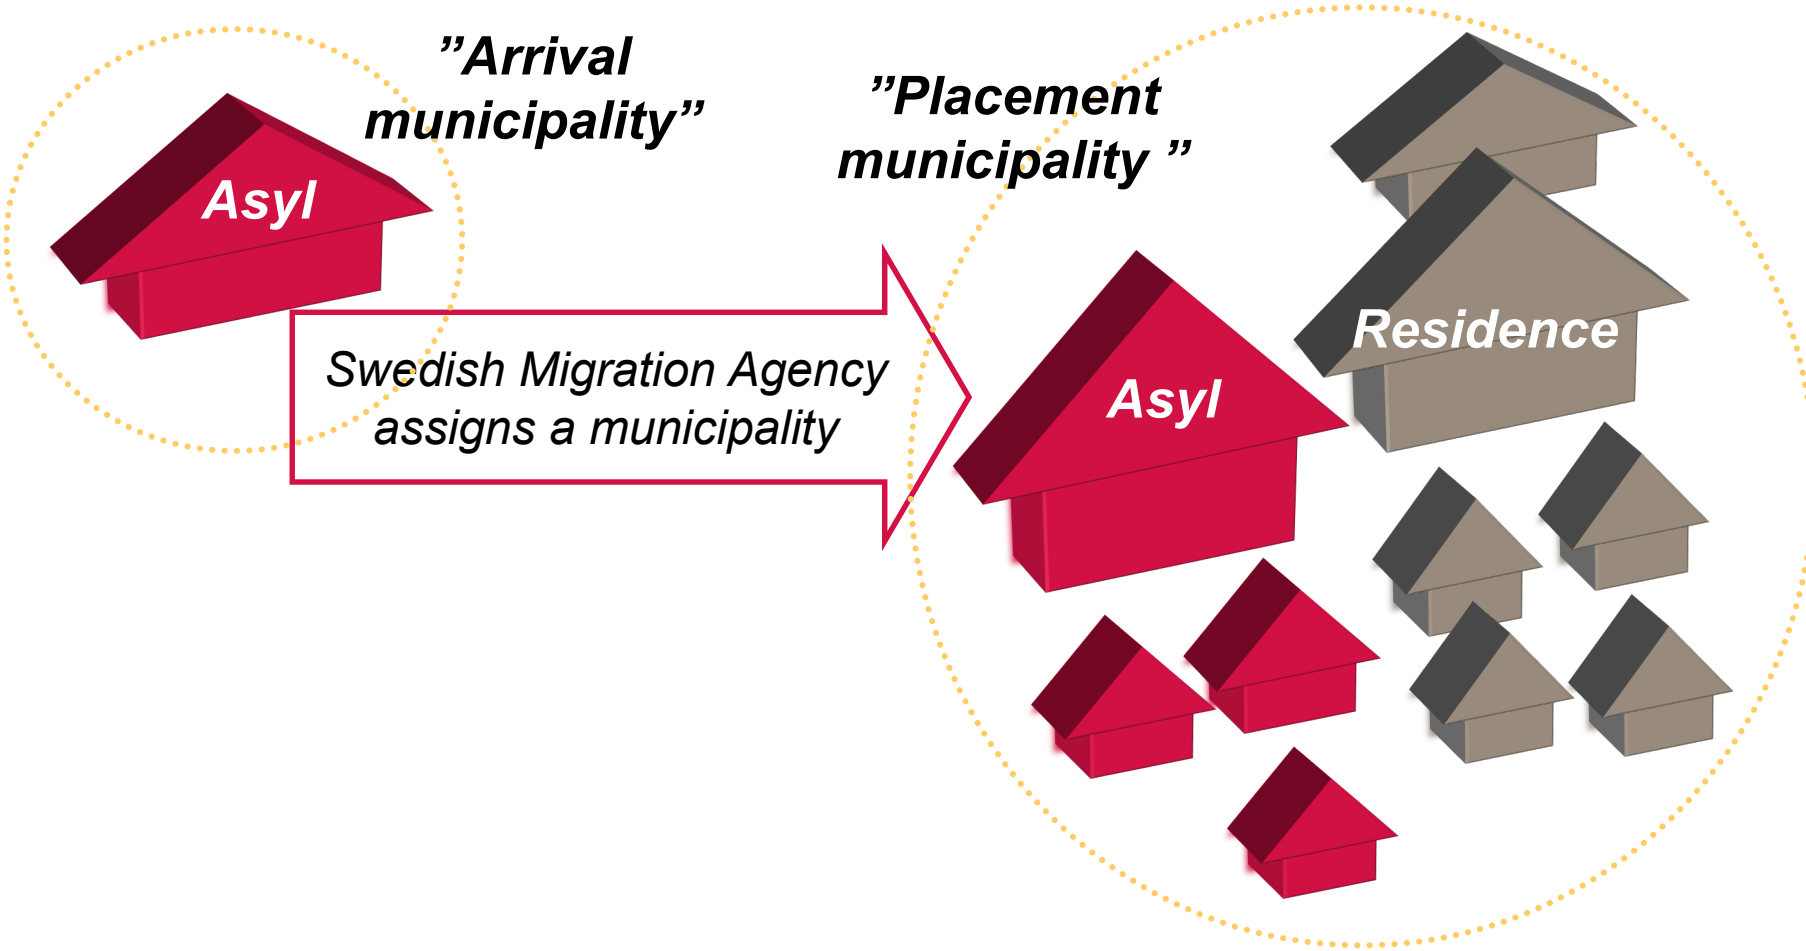 ”Arrival
municipality”
”Placement
municipality ”
Asyl
Swedish Migration Agency
assigns a municipality
Asyl
Residence